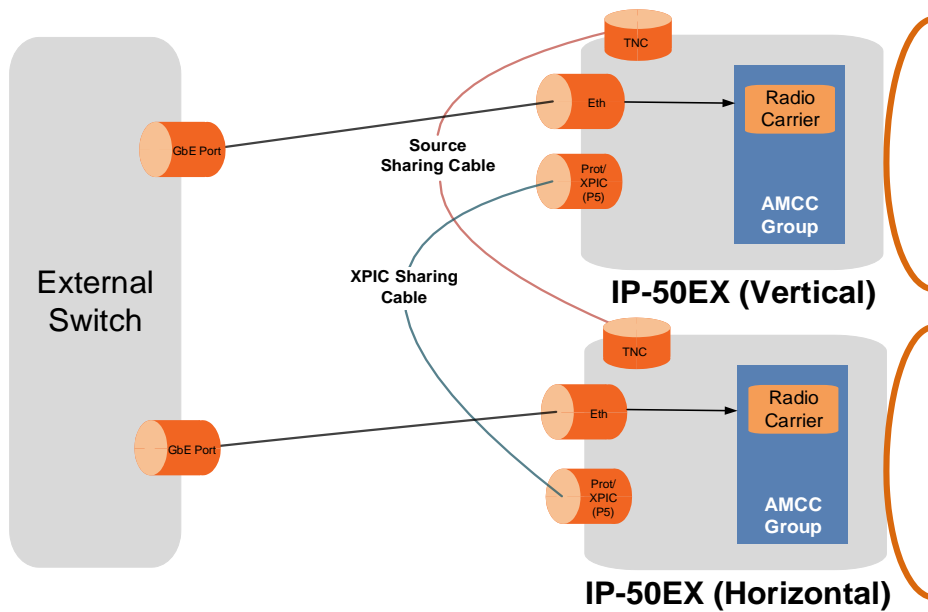 TNC
Eth
Radio
Carrier
GbE Port
Source
Sharing Cable
Prot/
XPIC
(P5)
AMCC
Group
External
Switch
XPIC Sharing
Cable
IP-50EX (Vertical)
TNC
Eth
Radio
Carrier
GbE Port
Prot/
XPIC
(P5)
AMCC
Group
IP-50EX (Horizontal)